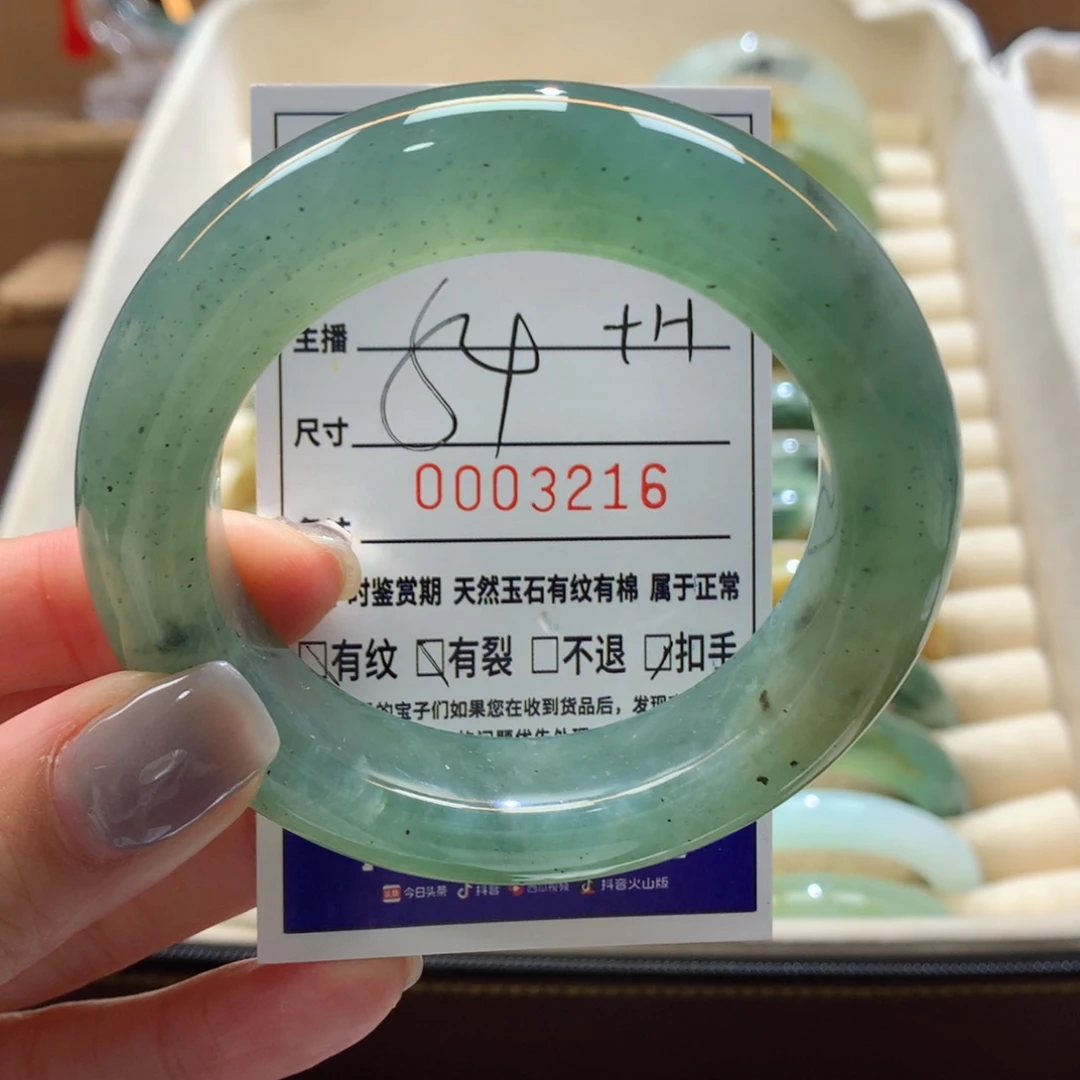 主播
尺寸
0003216
时鉴赏期 天然玉石有纹有棉 属于正常
有纹 有裂 不退 扣手
的宝子们如果您在收到货品后，发现
今日头条 抖音 西瓜视频 抖音火山版